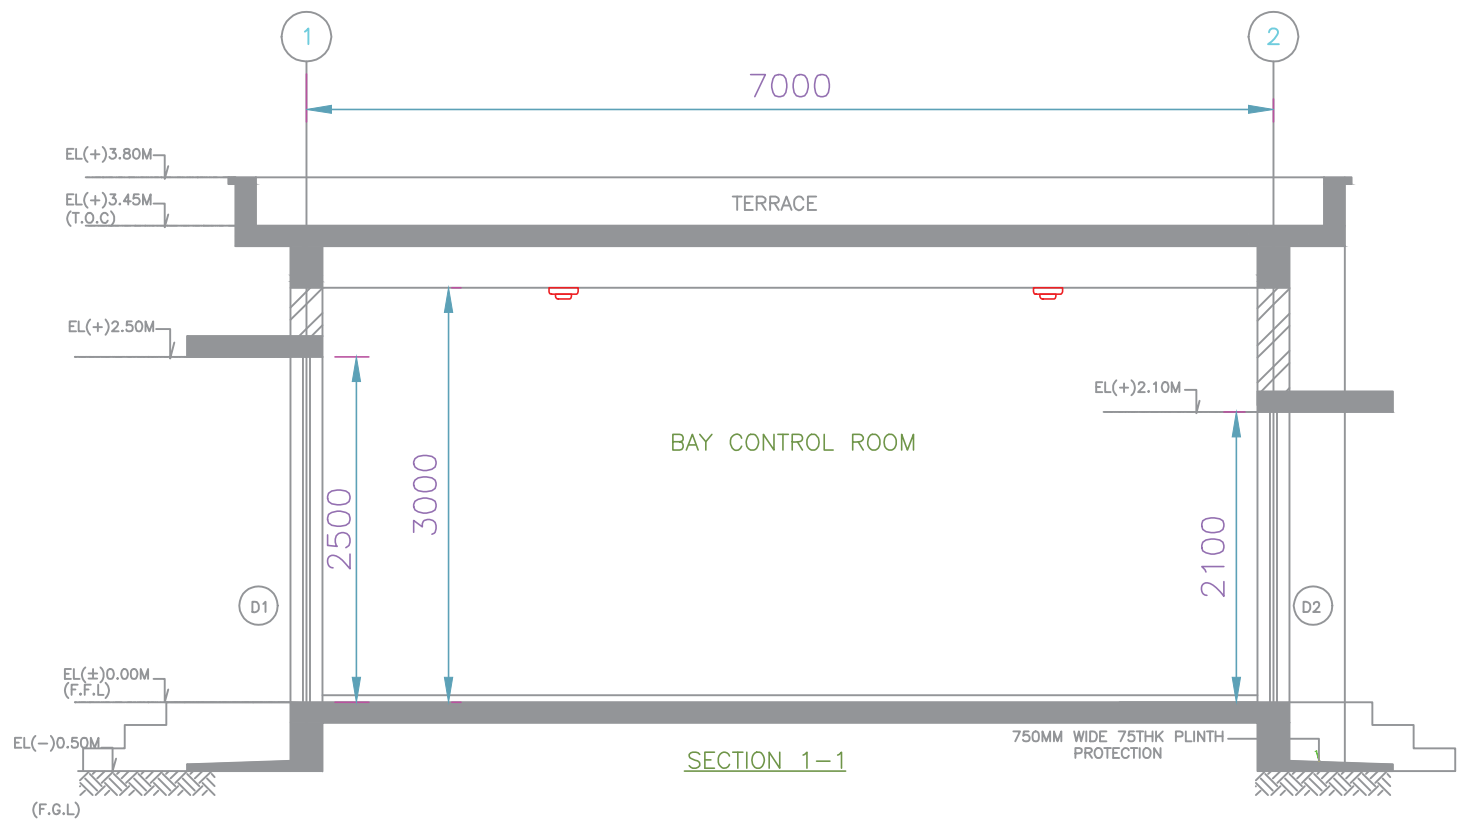 1
2
7000
EL(+)3.80M
EL(+)3.45M
(T.O.C)
TERRACE
EL(+)2.50M
EL(+)2.10M
BAY CONTROL ROOM
3000
2500
2100
D1
D2
EL(±)0.00M
(F.F.L)
EL(-)0.50M
750MM WIDE 75THK PLINTH
PROTECTION
SECTION 1-1
(F.G.L)